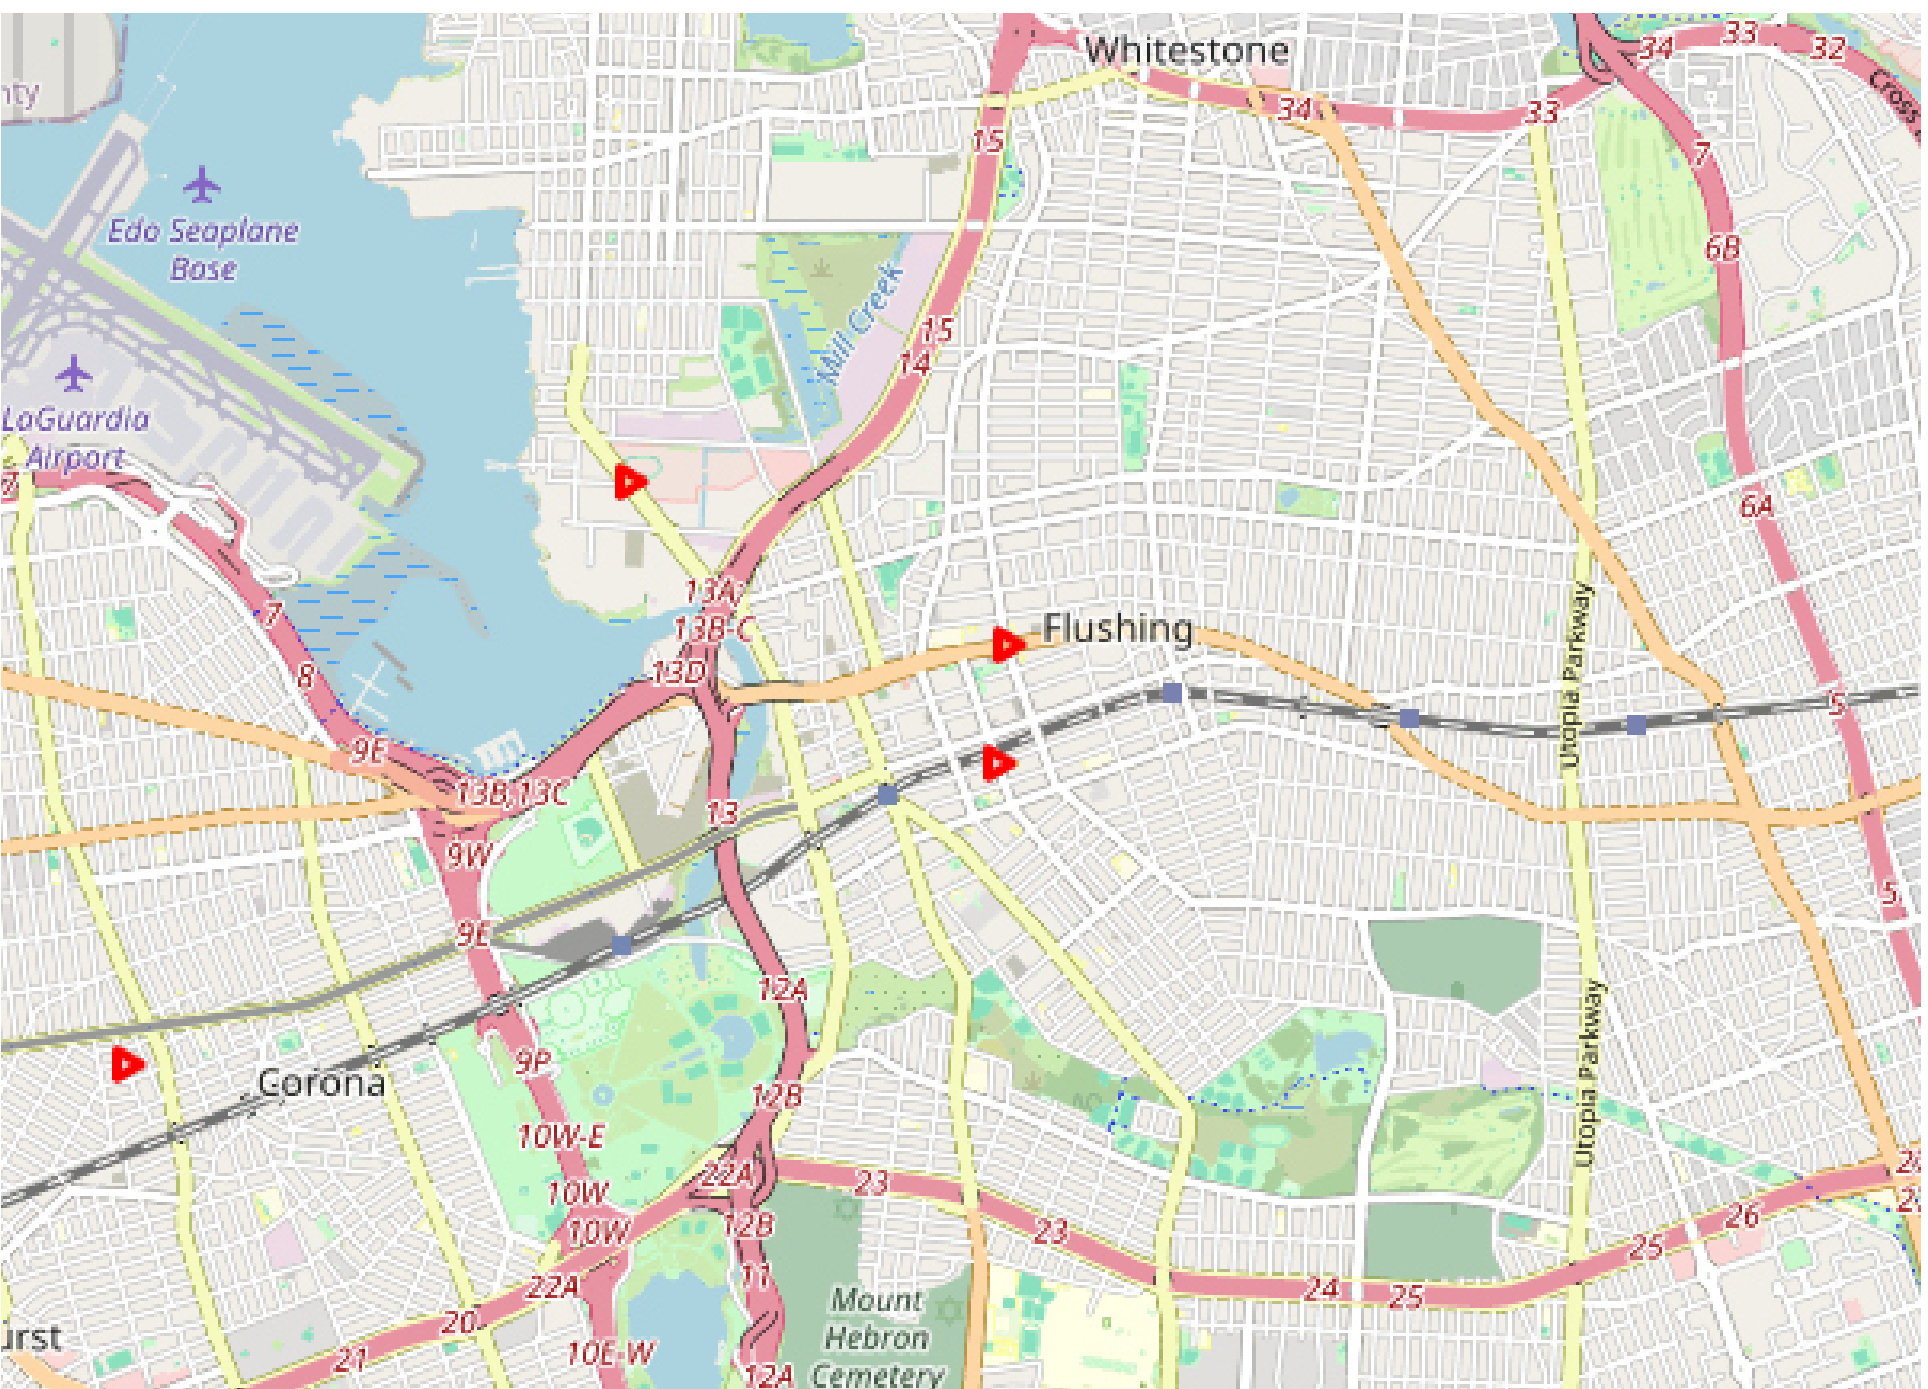 Whitestone
34
33
32
Cross
nty
34
33
15
7
Edo Seaplane
Base
6B
Mill Creek
15
14
LaGuardia
Airport
6A
13A;
13B-C
7
Flushing
Utopia Parkway
13D
8
5
9E
13B;13C
13
9W
5
9E
12A
Utopia Parkway
9P
Corona
12B
10W-E
22A
23
10W
10W
12B
23
26
25
22A
11
24
25
20
Mount
Hebron
Cemetery
urst
21
10E-W
12A